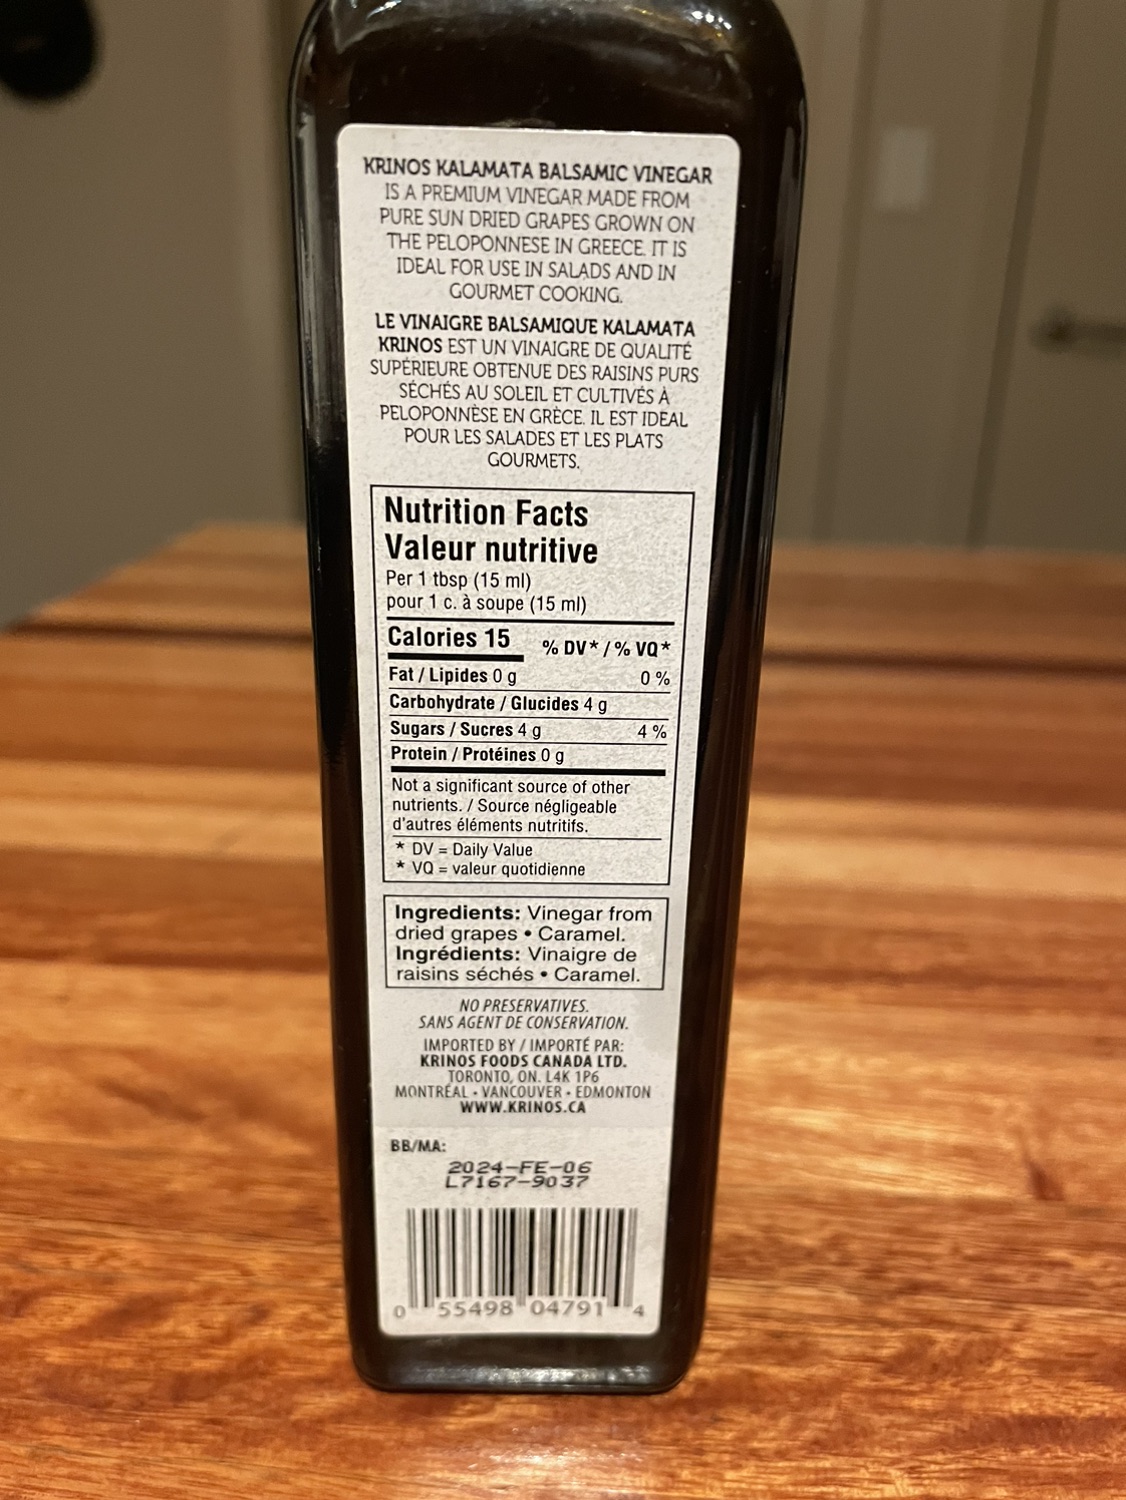 KRINOS KALAMATA BALSAMIC VINEGAR
IS A PREMIUM VINEGAR MADE FROM
PURE SUN DRIED GRAPES GROWN ON
THE PELOPONNESE IN GREECE. IT IS
IDEAL FOR USE IN SALADS AND IN
GOURMET COOKING.
LE VINAIGRE BALSAMIQUE KALAMATA
KRINOS EST UN VINAIGRE DE QUALITÉ
SUPÉRIEURE OBTENUE DES RAISINS PURS
SÉCHÉS AU SOLEIL ET CULTIVÉS À
PELOPONNÈSE EN GRÈCE. IL EST IDEAL
POUR LES SALADES ET LES PLATS
GOURMETS.
Nutrition Facts
Valeur nutritive
Per 1 tbsp (15 ml)
pour 1 c. à soupe (15 ml)
Calories 15 % DV* / % VQ*
Fat / Lipides 0 g 0 %
Carbohydrate / Glucides 4 g
Sugars / Sucres 4 g 4 %
Protein / Protéines 0 g
Not a significant source of other
nutrients. / Source négligeable
d'autres éléments nutritifs.
* DV = Daily Value
* VQ = valeur quotidienne
Ingredients: Vinegar from
dried grapes • Caramel.
Ingrédients: Vinaigre de
raisins séchés • Caramel.
NO PRESERVATIVES.
SANS AGENT DE CONSERVATION.
IMPORTED BY / IMPORTÉ PAR:
KRINOS FOODS CANADA LTD.
TORONTO, ON. L4K 1P6
MONTRÉAL • VANCOUVER • EDMONTON
WWW.KRINOS.CA
BB/MA:
2024-FE-06
L7167-9037
0 55498 04791 4